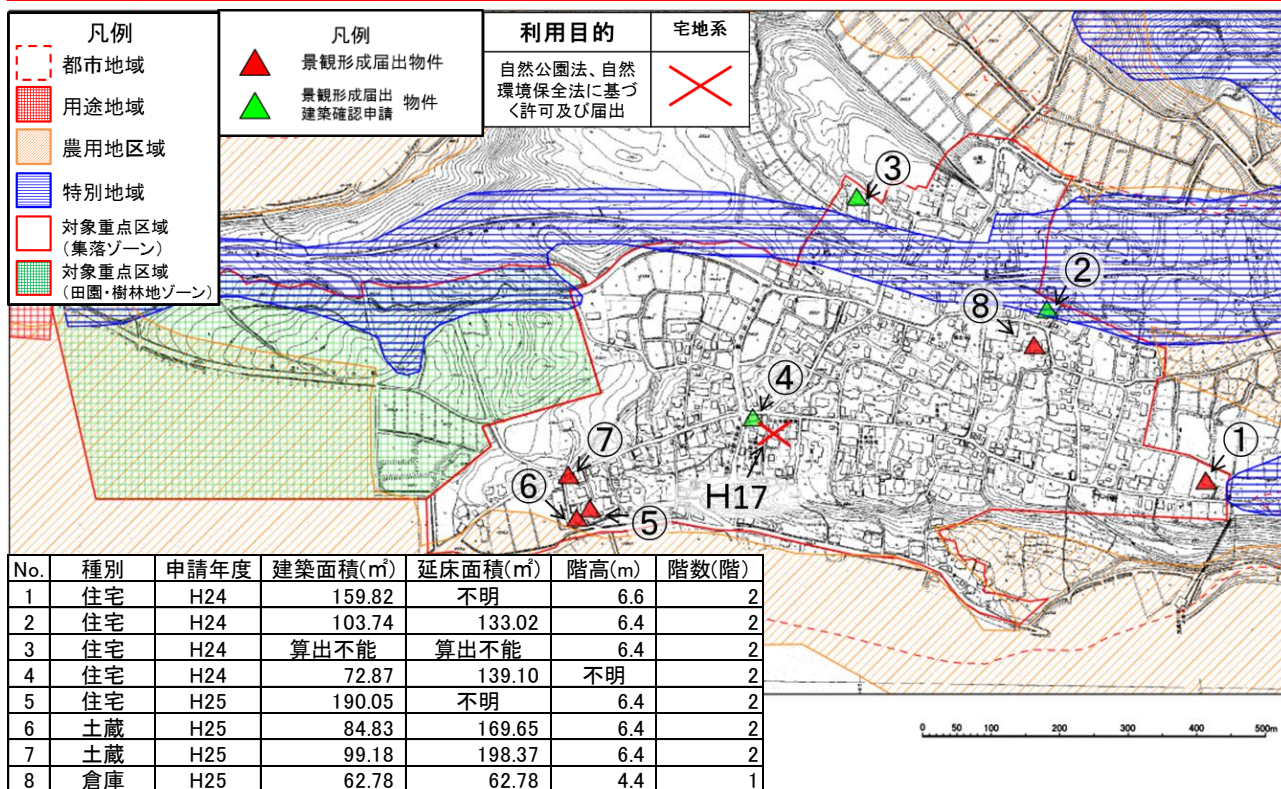 凡例
都市地域
用途地域
農用地区域
特別地域
対象重点区域
(集落ゾーン)
対象重点区域
(田園・樹林地ゾーン)
凡例
景観形成届出物件
景観形成届出
建築確認申請 物件
利用目的 宅地系
自然公園法、自然
環境保全法に基づ
く許可及び届出
③
②
⑧
④
①
⑦
H17
⑥
⑤
No. 種別 申請年度 建築面積(㎡) 延床面積(㎡) 階高(m) 階数(階)
1 住宅 H24 159.82 不明 6.6 2
2 住宅 H24 103.74 133.02 6.4 2
3 住宅 H24 算出不能 算出不能 6.4 2
4 住宅 H24 72.87 139.10 不明 2
5 住宅 H25 190.05 不明 6.4 2
6 土蔵 H25 84.83 169.65 6.4 2
7 土蔵 H25 99.18 198.37 6.4 2
8 倉庫 H25 62.78 62.78 4.4 1
0 50 100 200 300 400 500m